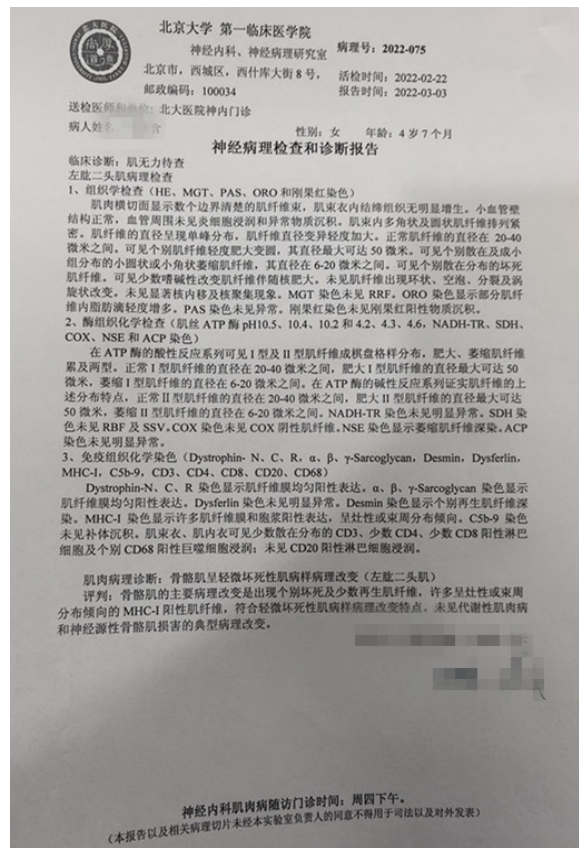 北京大学 第一临床医学院
神经内科、神经病理研究室 病理号：2022-075
北京市，西城区，西什库大街8号， 活检时间：2022-02-22
邮政编码：100034 报告时间：2022-03-03
送检医师和单位: 北大医院神内门诊
病人姓名 含 性别：女 年龄：4岁7个月
神经病理检查和诊断报告
临床诊断：肌无力待查
左肱二头肌病理检查
1、组织学检查（HE、MGT、PAS、ORO和刚果红染色）
肌肉横切面显示数个边界清楚的肌纤维束，肌束衣内结缔组织无明显增生。小血管壁
结构正常，血管周围未见炎细胞浸润和异常物质沉积。肌束内多角状及圆状肌纤维排列紧
密。肌纤维的直径呈现单峰分布，肌纤维直径变异轻度加大。正常肌纤维的直径在20-40
微米之间。可见个别肌纤维轻度肥大变圆，其直径最大可达50微米。可见个别散在及成小
组分布的小圆状或小角状萎缩肌纤维，其直径在6-20微米之间。可见个别散在分布的坏死
肌纤维。可见少数嗜碱性改变肌纤维伴随核肥大。未见肌纤维出现环状、空泡、分裂及涡
旋状改变。未见显著核内移及核聚集现象。MGT染色未见RRF。ORO染色显示部分肌纤
维内脂肪滴轻度增多。PAS染色未见异常。刚果红染色未见刚果红阳性物质沉积。
2、酶组织化学检查（肌丝ATP酶pH10.5、10.4、10.2和4.2、4.3、4.6，NADH-TR、SDH、
COX、NSE和ACP染色）
在ATP酶的酸性反应系列可见I型及II型肌纤维成棋盘格样分布，肥大、萎缩肌纤维
累及两型。正常I型肌纤维的直径在20-40微米之间，肥大I型肌纤维的直径最大可达50
微米，萎缩I型肌纤维的直径在6-20微米之间。在ATP酶的碱性反应系列证实肌纤维的上
述分布特点，正常II型肌纤维的直径在20-40微米之间，肥大II型肌纤维的直径最大可达
50微米，萎缩II型肌纤维的直径在6-20微米之间。NADH-TR染色未见明显异常。SDH染
色未见RBF及SSV。COX染色未见COX阴性肌纤维。NSE染色显示萎缩肌纤维深染。ACP
染色未见明显异常。
3、免疫组织化学染色（Dystrophin- N、C、R，α、β、γ-Sarcoglycan，Desmin，Dysferlin，
MHC-I，C5b-9，CD3、CD4、CD8、CD20、CD68）
Dystrophin-N、C、R染色显示肌纤维膜均匀阳性表达。α、β、γ-Sarcoglycan染色显示
肌纤维膜均匀阳性表达。Dysferlin染色未见明显异常。Desmin染色显示个别再生肌纤维深
染。MHC-I染色显示许多肌纤维膜和胞浆阳性表达，呈灶性或束周分布倾向。C5b-9染色
未见补体沉积。肌束衣、肌内衣可见少数散在分布的CD3、少数CD4、少数CD8阳性淋巴
细胞及个别CD68阳性巨噬细胞浸润；未见CD20阳性淋巴细胞浸润。
肌肉病理诊断：骨骼肌呈轻微坏死性肌病样病理改变（左肱二头肌）
评判：骨骼肌的主要病理改变是出现个别坏死及少数再生肌纤维，许多呈灶性或束周
分布倾向的MHC-I阳性肌纤维，符合轻微坏死性肌病样病理改变特点。未见代谢性肌肉病
和神经源性骨骼肌损害的典型病理改变。
神经内科肌肉病随访门诊时间：周四下午。
（本报告以及相关病理切片未经本实验室负责人的同意不得用于司法以及对外发表）